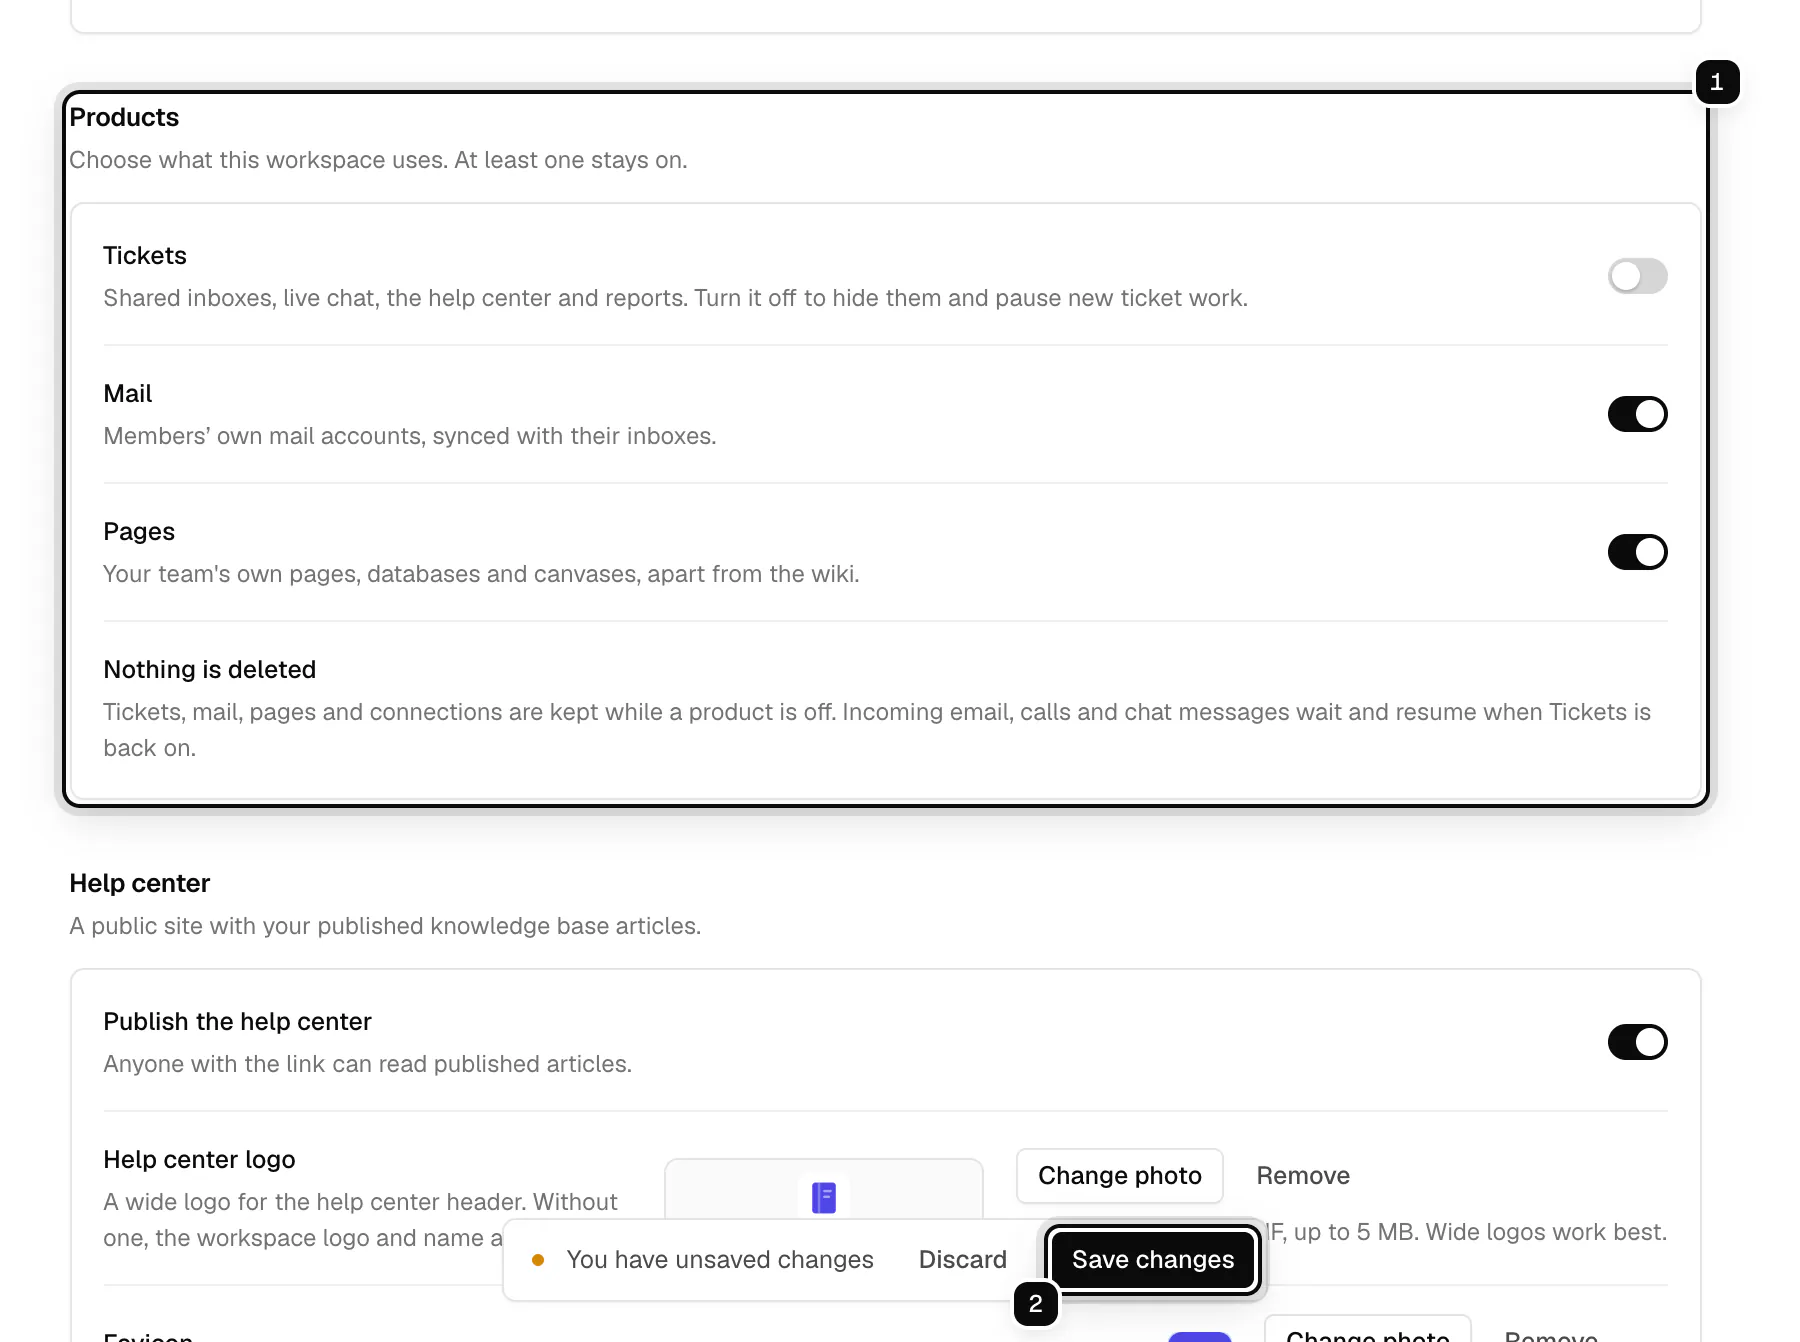 1
Products
Choose what this workspace uses. At least one stays on.
Tickets
Shared inboxes, live chat, the help center and reports. Turn it off to hide them and pause new ticket work.
Mail
Members’ own mail accounts, synced with their inboxes.
Pages
Your team's own pages, databases and canvases, apart from the wiki.
Nothing is deleted
Tickets, mail, pages and connections are kept while a product is off. Incoming email, calls and chat messages wait and resume when Tickets is
back on.
Help center
A public site with your published knowledge base articles.
Publish the help center
Anyone with the link can read published articles.
Help center logo
A wide logo for the help center header. Without
one, the workspace logo and name
Change photo
Remove
up to 5 MB. Wide logos work best.
You have unsaved changes
Discard
Save changes
2
Favicon
Change photo
Remove